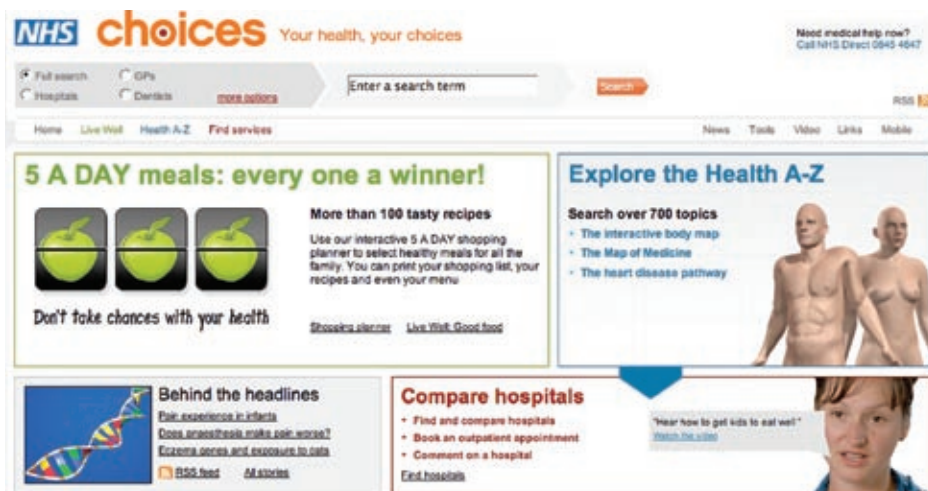 NHS choices Your health, your choices
Need medical help now?
Call NHS Direct 0845 4647
Full search GPs
Hospitals Dentists more options
Enter a search term
Search
RSS
Home Live Well Health A-Z Find services News Tools Video Links Mobile
5 A DAY meals: every one a winner!
More than 100 tasty recipes
Use our interactive 5 A DAY shopping
planner to select healthy meals for all the
family. You can print your shopping list, your
recipes and even your menu
Don't take chances with your health
Shopping planner Live Well: Good food
Explore the Health A-Z
Search over 700 topics
• The interactive body map
• The Map of Medicine
• The heart disease pathway
Behind the headlines
Pain experience in infants
Does anaesthesia make pain worse?
Eczema genes and exposure to cats
RSS feed All stories
Compare hospitals
• Find and compare hospitals
• Book an outpatient appointment
• Comment on a hospital
Find hospitals
"Hear how to get kids to eat well"
Watch the video